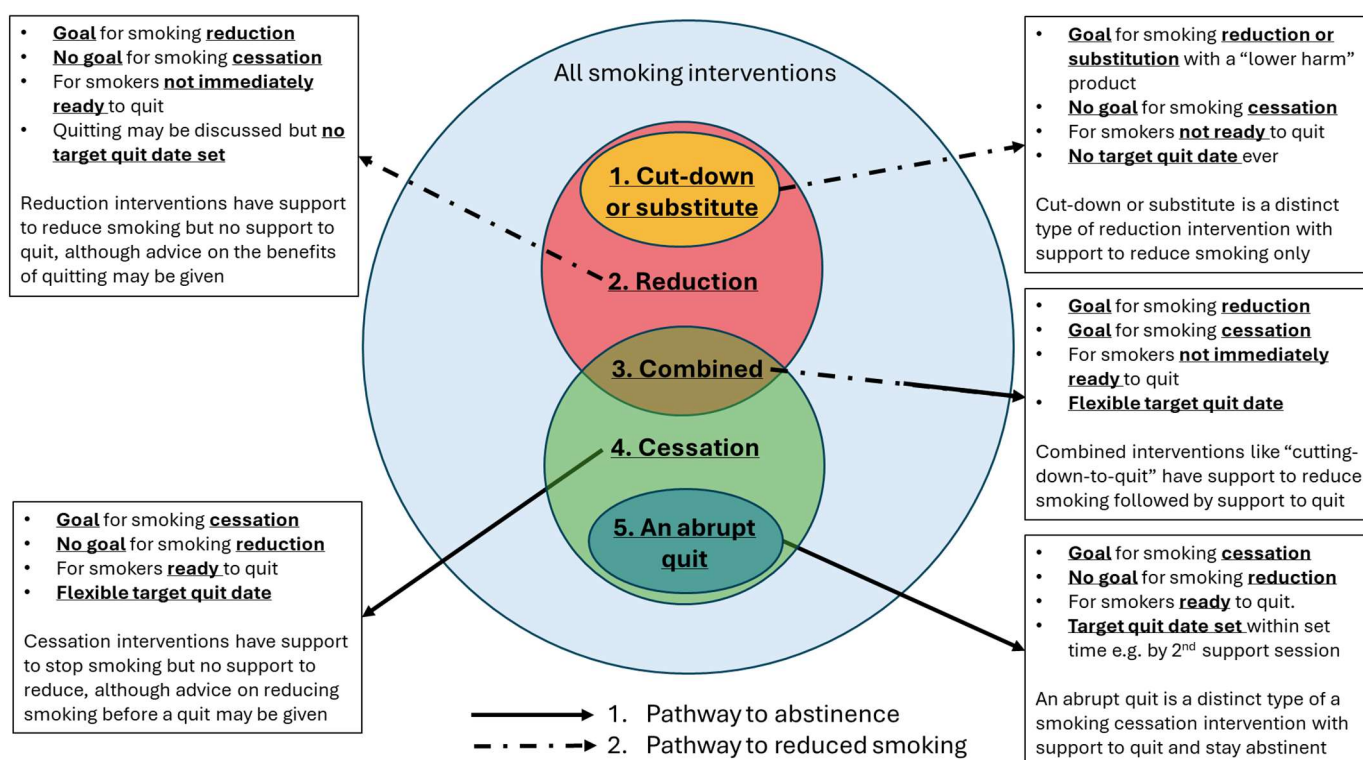 • Goal for smoking reduction
• No goal for smoking cessation
• For smokers not immediately
ready to quit
• Quitting may be discussed but no
target quit date set
Reduction interventions have support
to reduce smoking but no support to
quit, although advice on the benefits
of quitting may be given
All smoking interventions
1. Cut-down
or substitute
2. Reduction
3. Combined
4. Cessation
5. An abrupt
quit
• Goal for smoking reduction or
substitution with a “lower harm”
product
• No goal for smoking cessation
• For smokers not ready to quit
• No target quit date ever
Cut-down or substitute is a distinct
type of reduction intervention with
support to reduce smoking only
• Goal for smoking reduction
• Goal for smoking cessation
• For smokers not immediately
ready to quit
• Flexible target quit date
Combined interventions like “cutting-
down-to-quit” have support to reduce
smoking followed by support to quit
• Goal for smoking cessation
• No goal for smoking reduction
• For smokers ready to quit
• Flexible target quit date
Cessation interventions have support
to stop smoking but no support to
reduce, although advice on reducing
smoking before a quit may be given
• Goal for smoking cessation
• No goal for smoking reduction
• For smokers ready to quit.
• Target quit date set within set
time e.g. by 2nd support session
An abrupt quit is a distinct type of a
smoking cessation intervention with
support to quit and stay abstinent
1. Pathway to abstinence
2. Pathway to reduced smoking